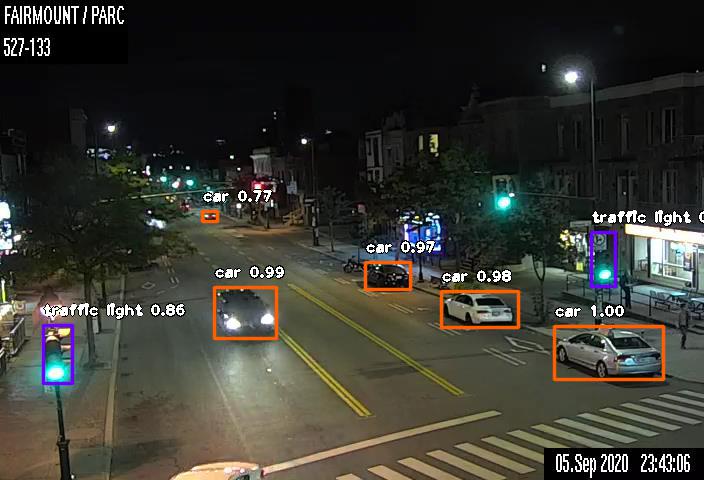 FAIRMOUNT / PARC
527-133
car 0.77
traffic light 0
car 0.97
car 0.99
car 0.98
traffic light 0.86
car 1.00
05.Sep 2020 23:43:06